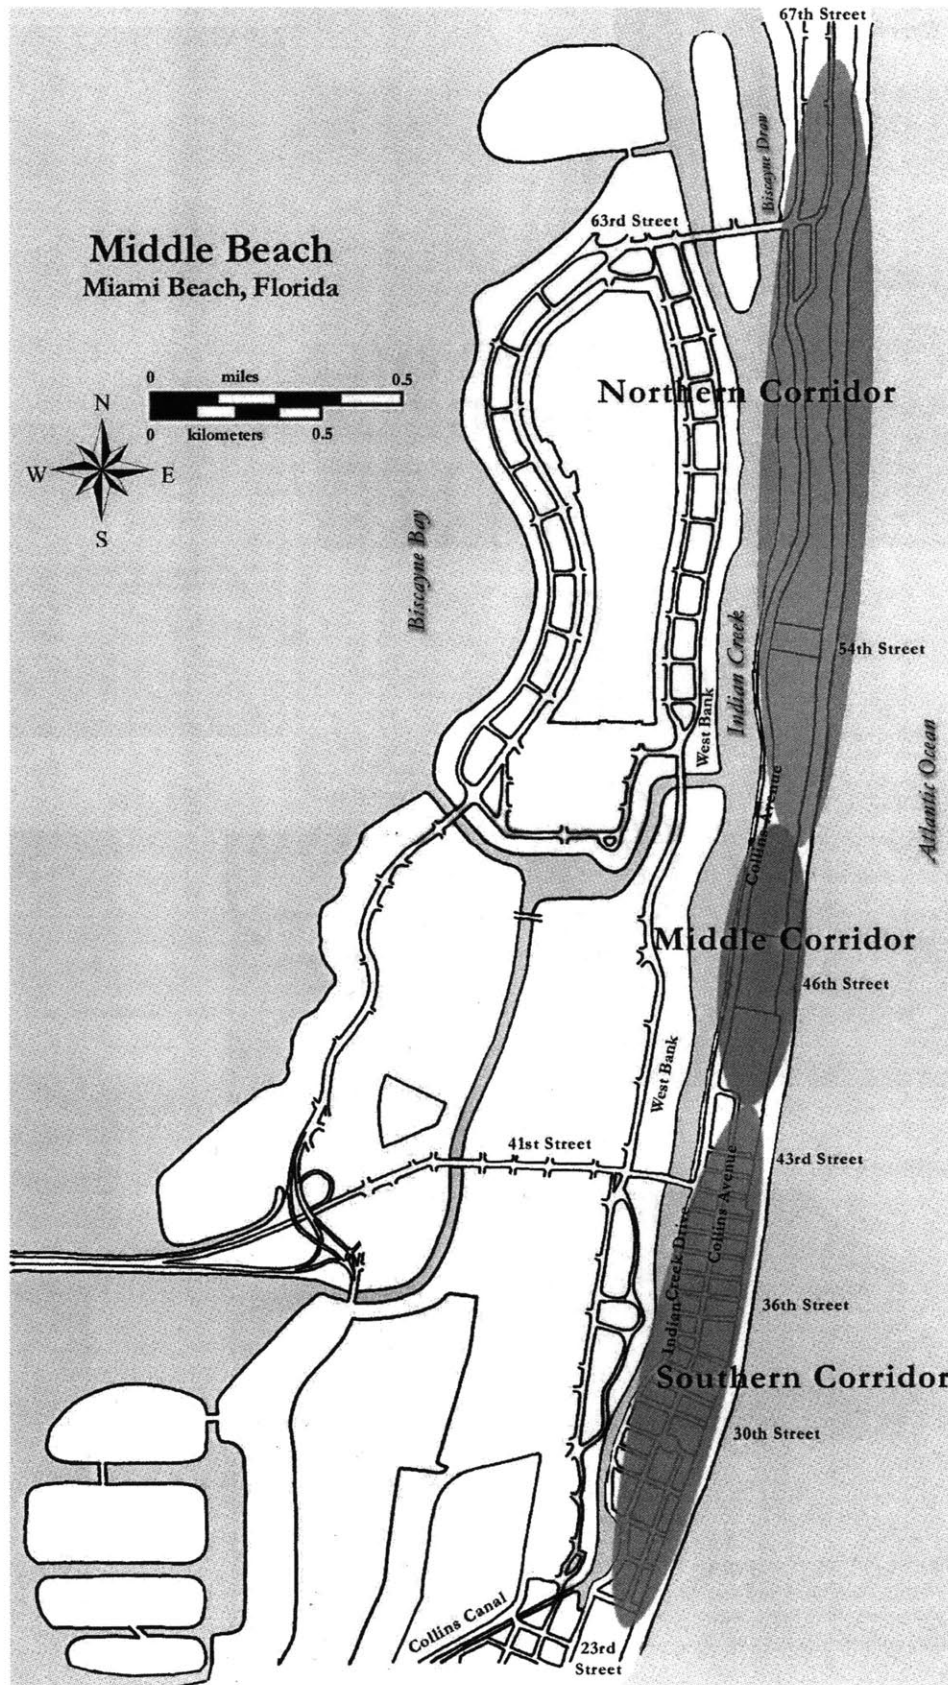 67th Street
Biscayne Draw
63rd Street
Middle Beach
Miami Beach, Florida
0 miles 0.5
0 kilometers 0.5
N
W E
S
Northern Corridor
Biscayne Bay
Indian Creek
54th Street
West Bank
Atlantic Ocean
Collins Avenue
Middle Corridor
46th Street
West Bank
41st Street
43rd Street
Collins Avenue
Indian Creek Drive
36th Street
Southern Corridor
30th Street
Collins Canal
23rd
Street